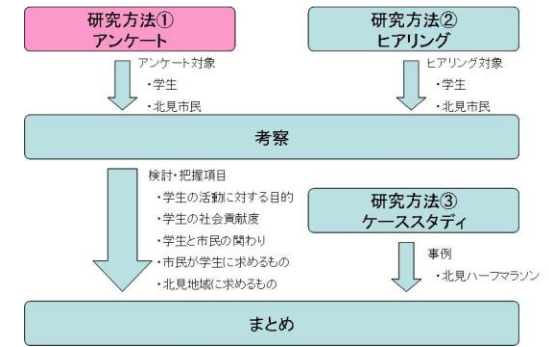 研究方法①
アンケート
研究方法②
ヒアリング
アンケート対象
・学生
・北見市民
ヒアリング対象
・学生
・北見市民
考察
検討・把握項目
・学生の活動に対する目的
・学生の社会貢献度
・学生と市民の関わり
・市民が学生に求めるもの
・北見地域に求めるもの
研究方法③
ケーススタディ
事例
・北見ハーフマラソン
まとめ